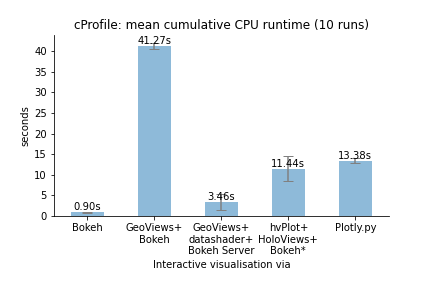 cProfile: mean cumulative CPU runtime (10 runs)
seconds
40
35
30
25
20
15
10
5
0
0.90s
41.27s
3.46s
11.44s
13.38s
Bokeh
GeoViews+
Bokeh
GeoViews+
datashader+
Bokeh Server
hvPlot+
HoloViews+
Bokeh*
Plotly.py
Interactive visualisation via